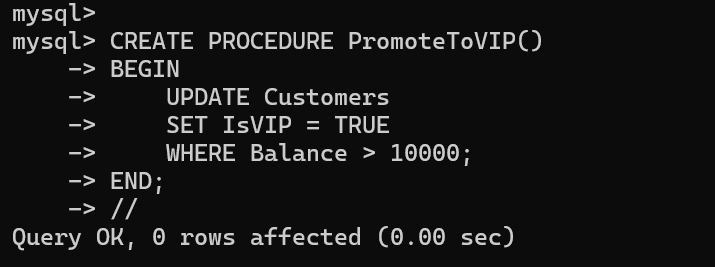 mysql>
mysql> CREATE PROCEDURE PromoteToVIP()
    -> BEGIN
    ->     UPDATE Customers
    ->     SET IsVIP = TRUE
    ->     WHERE Balance > 10000;
    -> END;
    -> //
Query OK, 0 rows affected (0.00 sec)